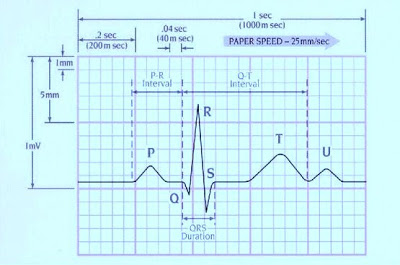 1 sec
(1000m sec)
.2 sec
(200m sec)
.04 sec
(40m sec)
PAPER SPEED – 25mm/sec
1mm
5mm
1mV
P-R
Interval
Q-T
Interval
R
P
Q
S
T
U
QRS
Duration